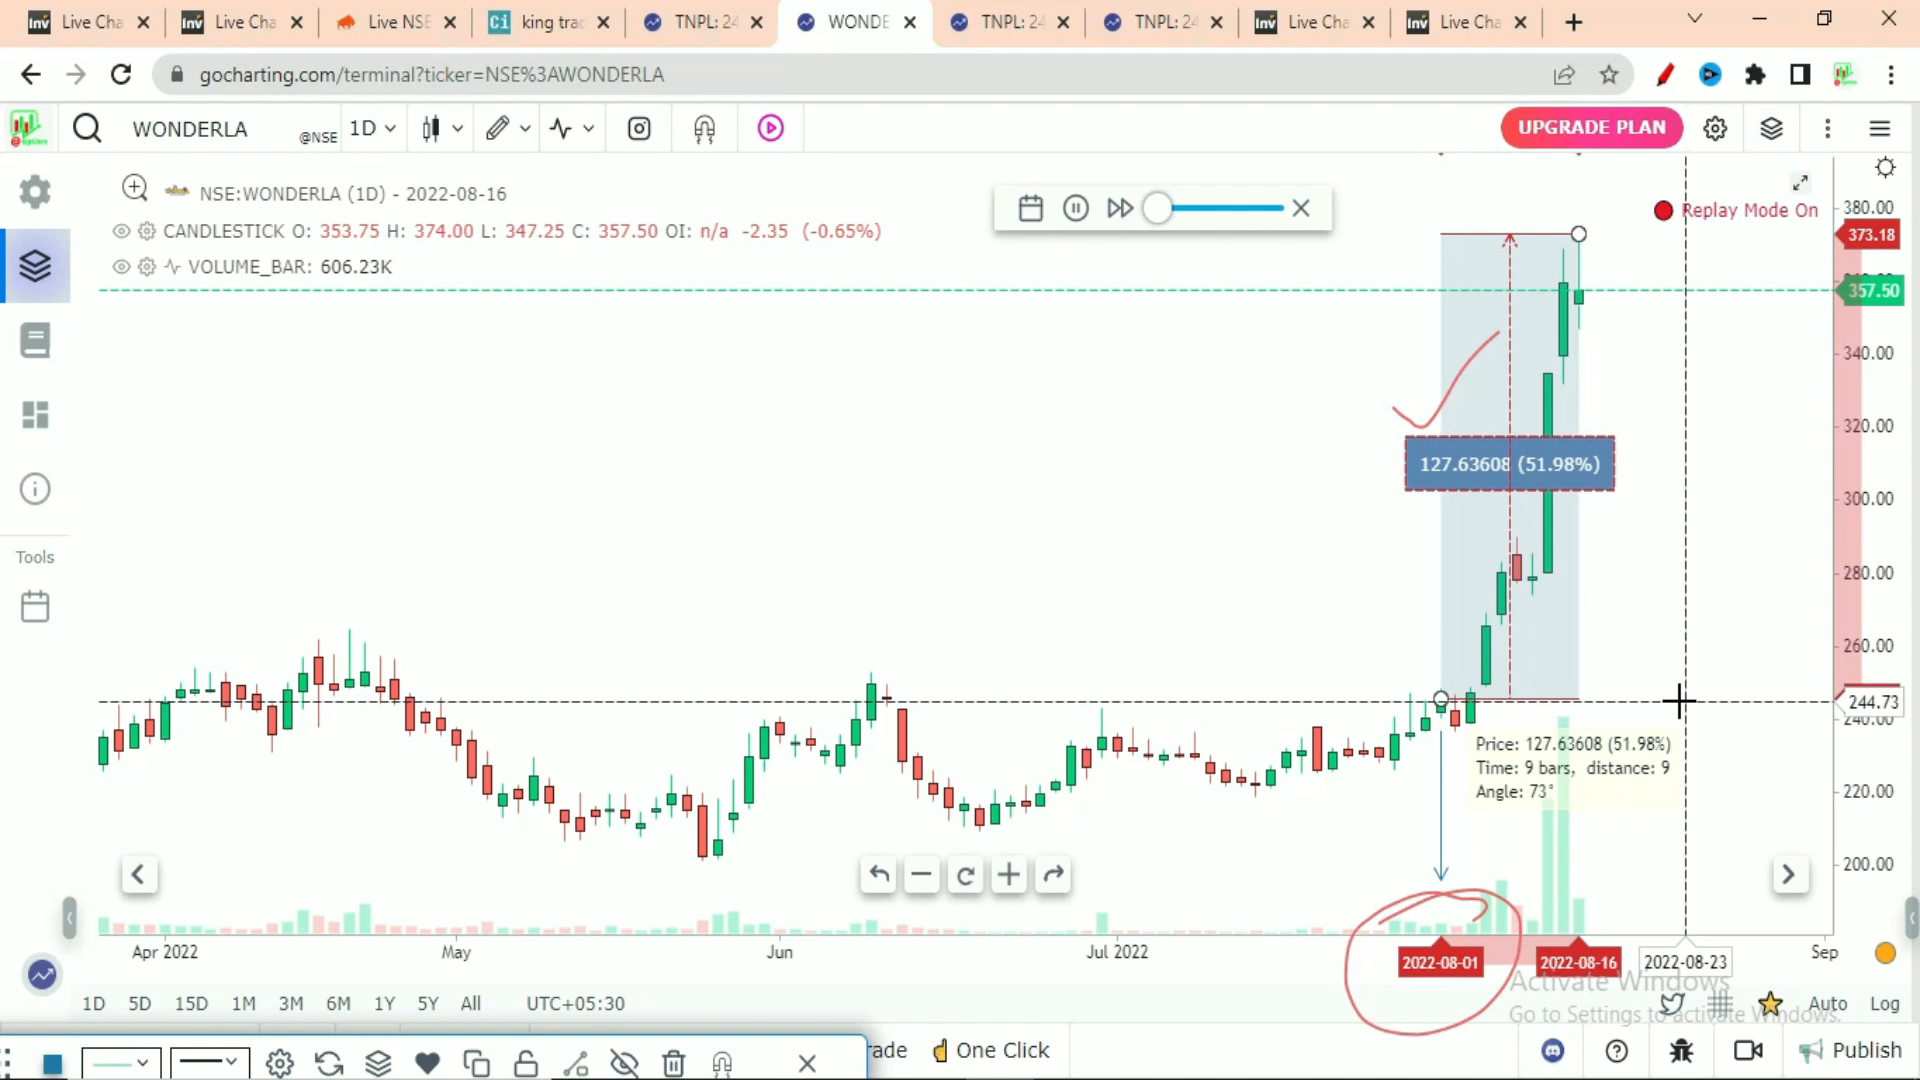 Live Cha
Live Cha
Live NSE
king trac
TNPL: 24
WONDE
TNPL: 24
TNPL: 24
Live Cha
Live Cha
gocharting.com/terminal?ticker=NSE%3AWONDERLA
WONDERLA @NSE 1D
UPGRADE PLAN
NSE:WONDERLA (1D) - 2022-08-16
Replay Mode On
CANDLESTICK O: 353.75 H: 374.00 L: 347.25 C: 357.50 OI: n/a -2.35 (-0.65%)
VOLUME_BAR: 606.23K
380.00
373.18
357.50
340.00
320.00
127.63608 (51.98%)
300.00
Tools
280.00
260.00
244.73
240.00
Price: 127.63608 (51.98%)
Time: 9 bars, distance: 9
Angle: 73°
220.00
200.00
Apr 2022 May Jun Jul 2022 2022-08-01 2022-08-16 2022-08-23 Sep
1D 5D 15D 1M 3M 6M 1Y 5Y All UTC+05:30 Auto Log
Activate Windows
Go to Settings to activate Windows.
rade One Click Publish